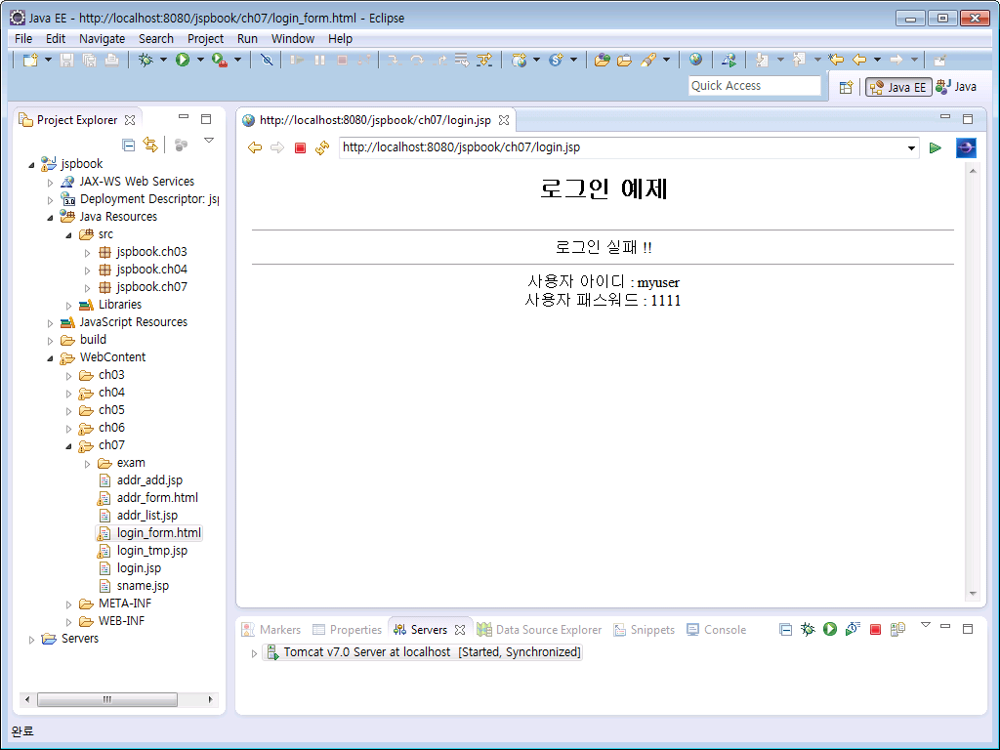 Java EE - http://localhost:8080/jspbook/ch07/login_form.html - Eclipse
File Edit Navigate Search Project Run Window Help
Quick Access
Java EE
Java
Project Explorer
jspbook
JAX-WS Web Services
3.0
Deployment Descriptor: jsp
Java Resources
src
jspbook.ch03
jspbook.ch04
jspbook.ch07
Libraries
JavaScript Resources
build
WebContent
ch03
ch04
ch05
ch06
ch07
exam
addr_add.jsp
addr_form.html
addr_list.jsp
login_form.html
login_tmp.jsp
login.jsp
sname.jsp
META-INF
WEB-INF
Servers
http://localhost:8080/jspbook/ch07/login.jsp
http://localhost:8080/jspbook/ch07/login.jsp
로그인 예제
로그인 실패 !!
사용자 아이디 : myuser
사용자 패스워드 : 1111
Markers Properties Servers Data Source Explorer Snippets Console
Tomcat v7.0 Server at localhost [Started, Synchronized]
완료